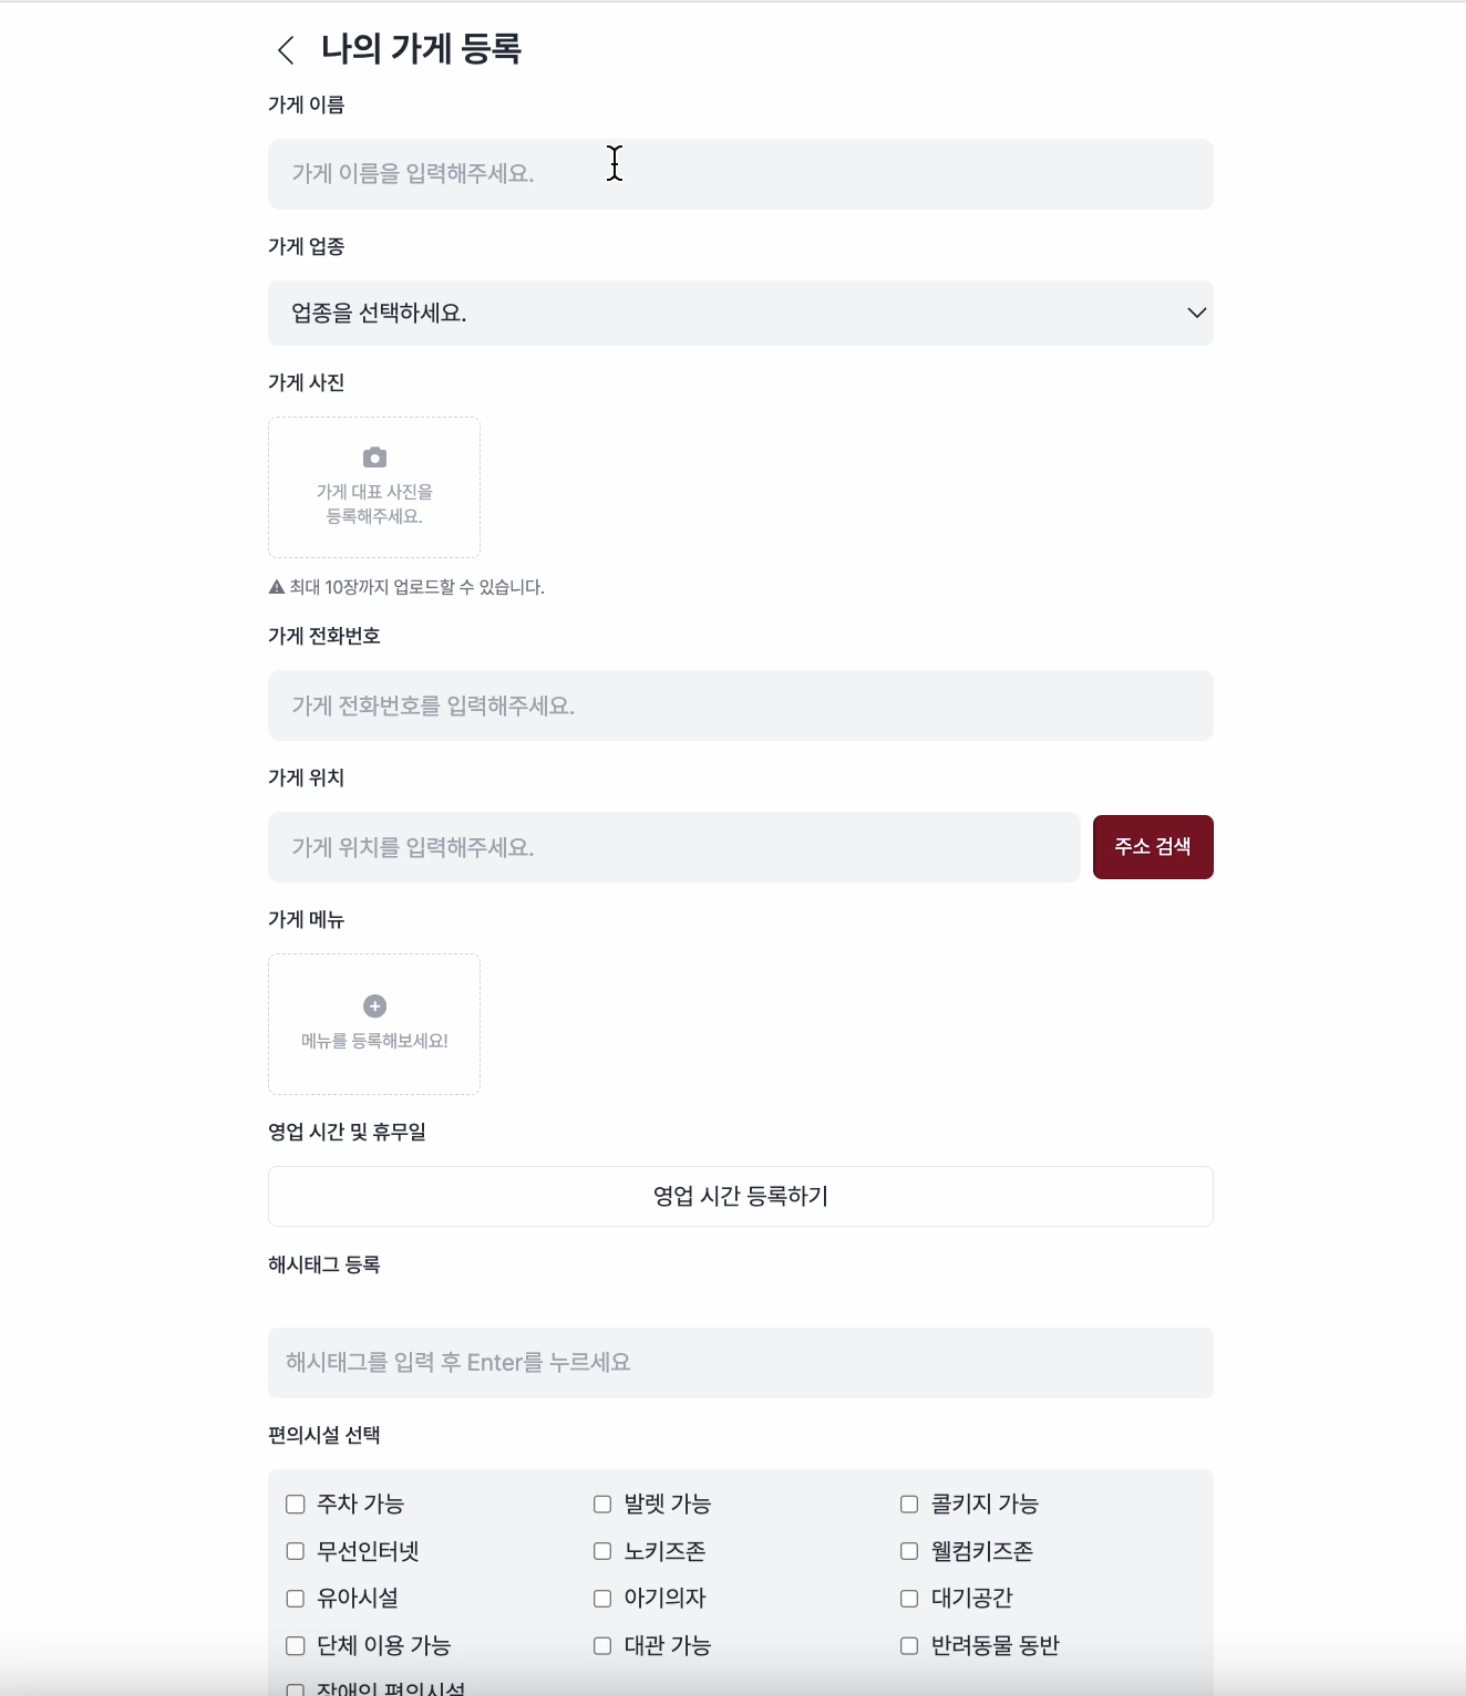 나의 가게 등록
가게 이름
가게 이름을 입력해주세요.
가게 업종
업종을 선택하세요.
가게 사진
가게 대표 사진을
등록해주세요.
최대 10장까지 업로드할 수 있습니다.
가게 전화번호
가게 전화번호를 입력해주세요.
가게 위치
가게 위치를 입력해주세요.
주소 검색
가게 메뉴
메뉴를 등록해보세요!
영업 시간 및 휴무일
영업 시간 등록하기
해시태그 등록
해시태그를 입력 후 Enter를 누르세요
편의시설 선택
주차 가능 발렛 가능 콜키지 가능
무선인터넷 노키즈존 웰컴키즈존
유아시설 아기의자 대기공간
단체 이용 가능 대관 가능 반려동물 동반
장애인 편의시설